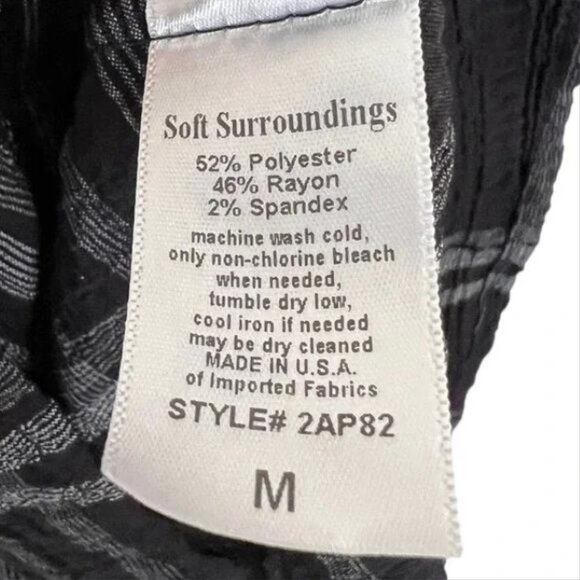 Soft Surroundings
52% Polyester
46% Rayon
2% Spandex
machine wash cold,
only non-chlorine bleach
when needed,
tumble dry low,
cool iron if needed
may be dry cleaned
MADE IN U.S.A.
of Imported Fabrics
STYLE# 2AP82
M